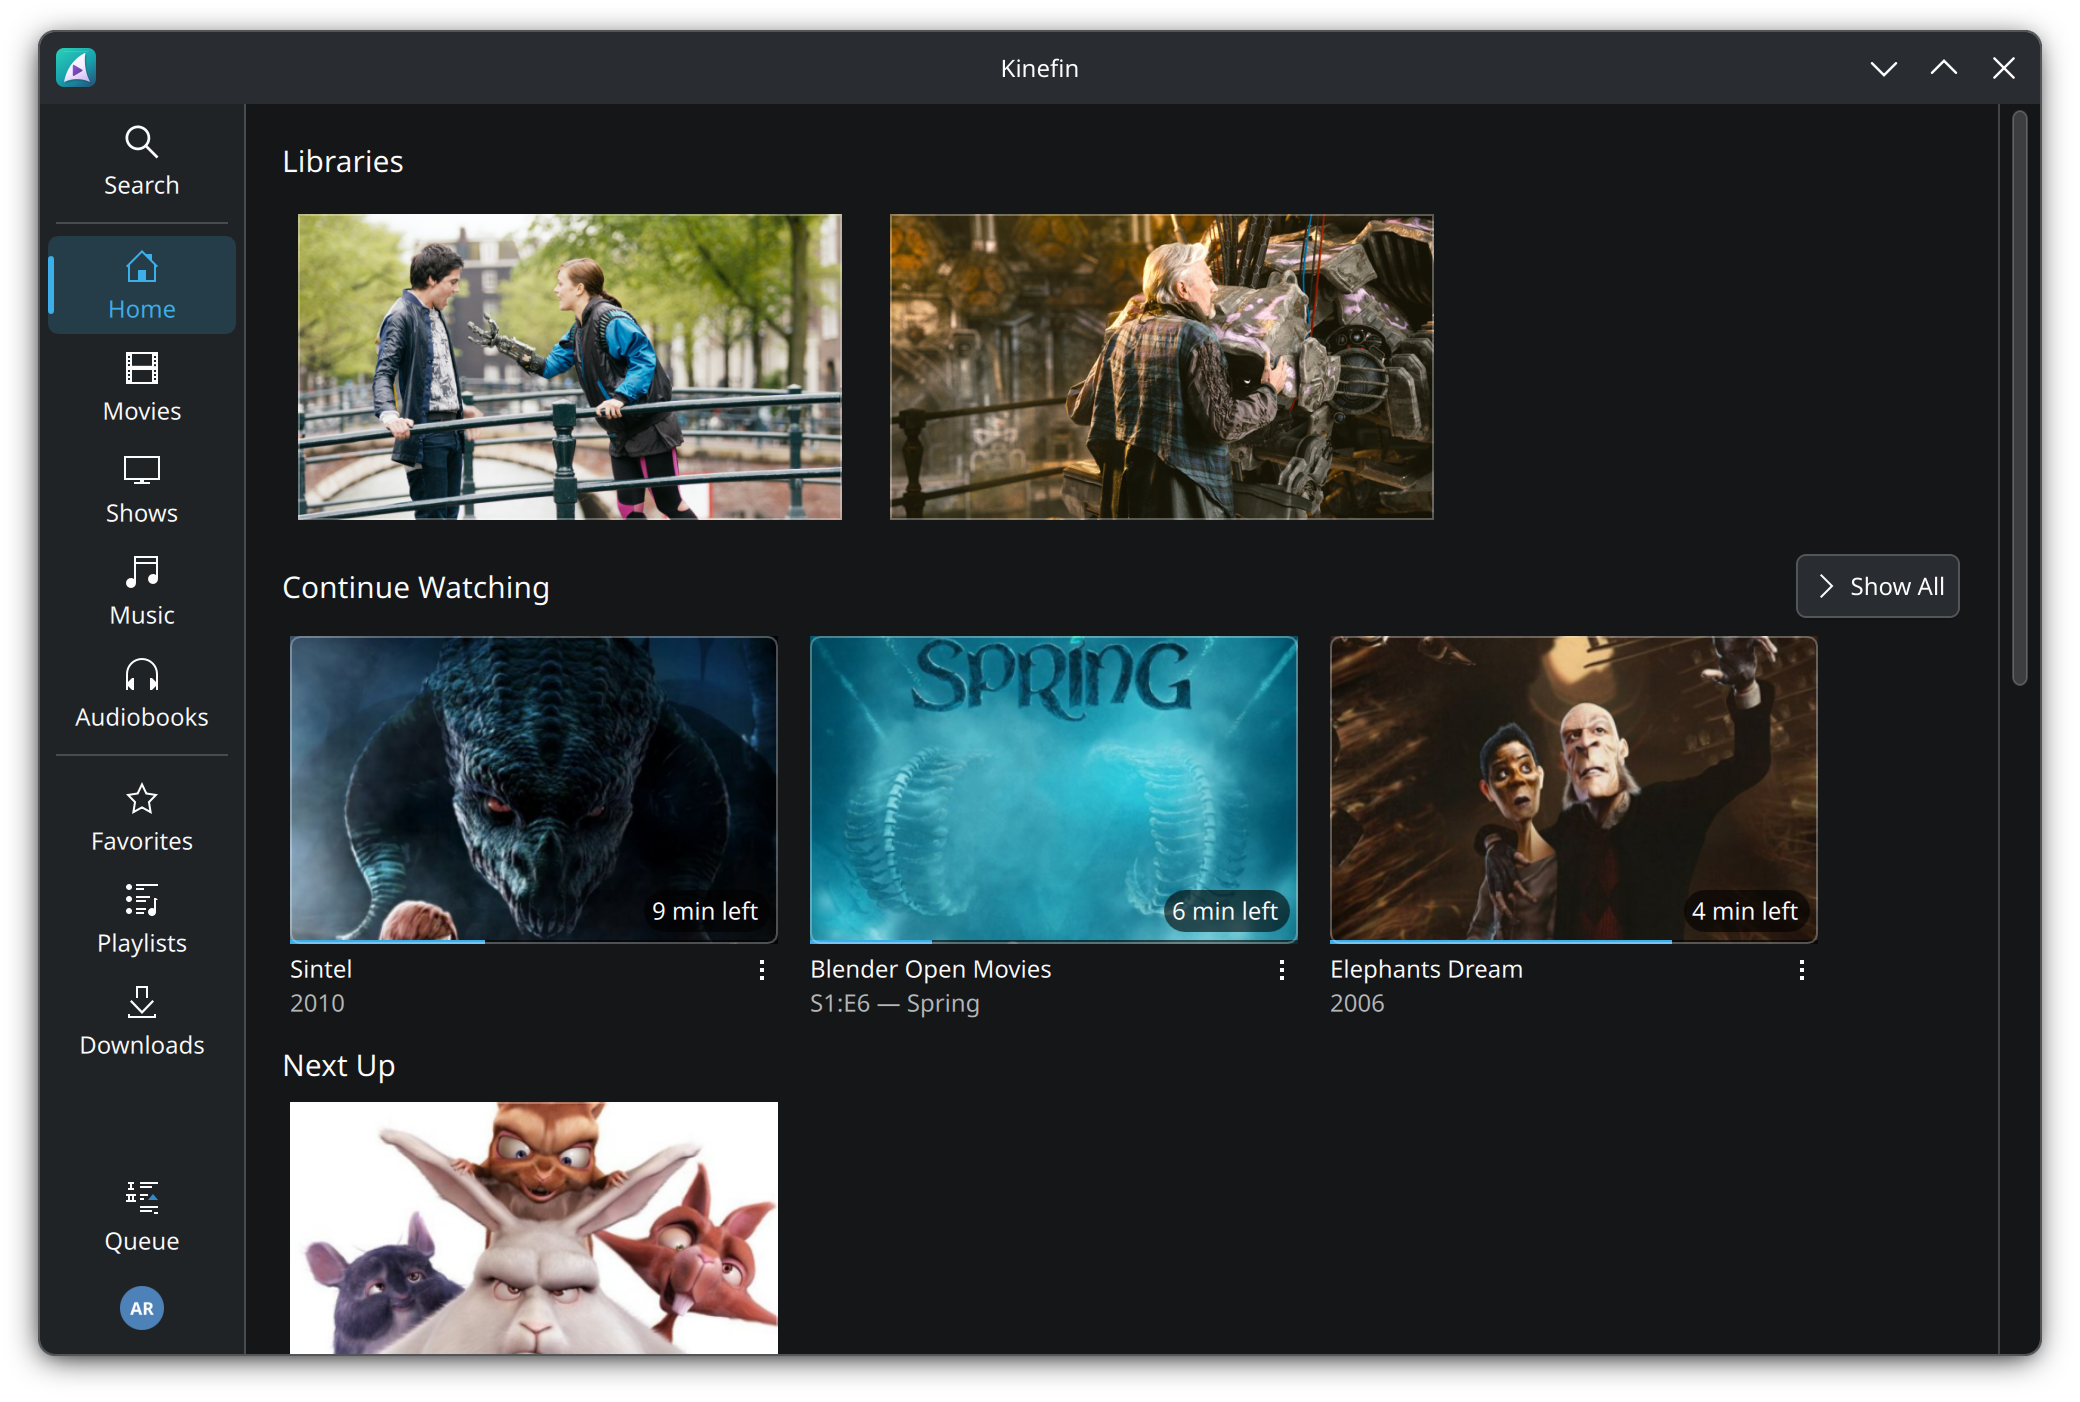 Kinefin
Search
Home
Movies
Shows
Music
Audiobooks
Favorites
Playlists
Downloads
Queue
AR
Libraries
Continue Watching
Show All
SPRING
9 min left
6 min left
4 min left
Sintel
2010
Blender Open Movies
S1:E6 — Spring
Elephants Dream
2006
Next Up